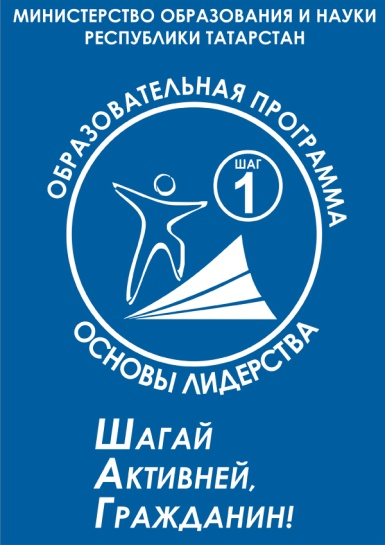 МИНИСТЕРСТВО ОБРАЗОВАНИЯ И НАУКИ
РЕСПУБЛИКИ ТАТАРСТАН
ОБРАЗОВАТЕЛЬНАЯ ПРОГРАММА
ШАГ
1
ОСНОВЫ ЛИДЕРСТВА
ШАГАЙ
АКТИВНЕЙ,
ГРАЖДАНИН!